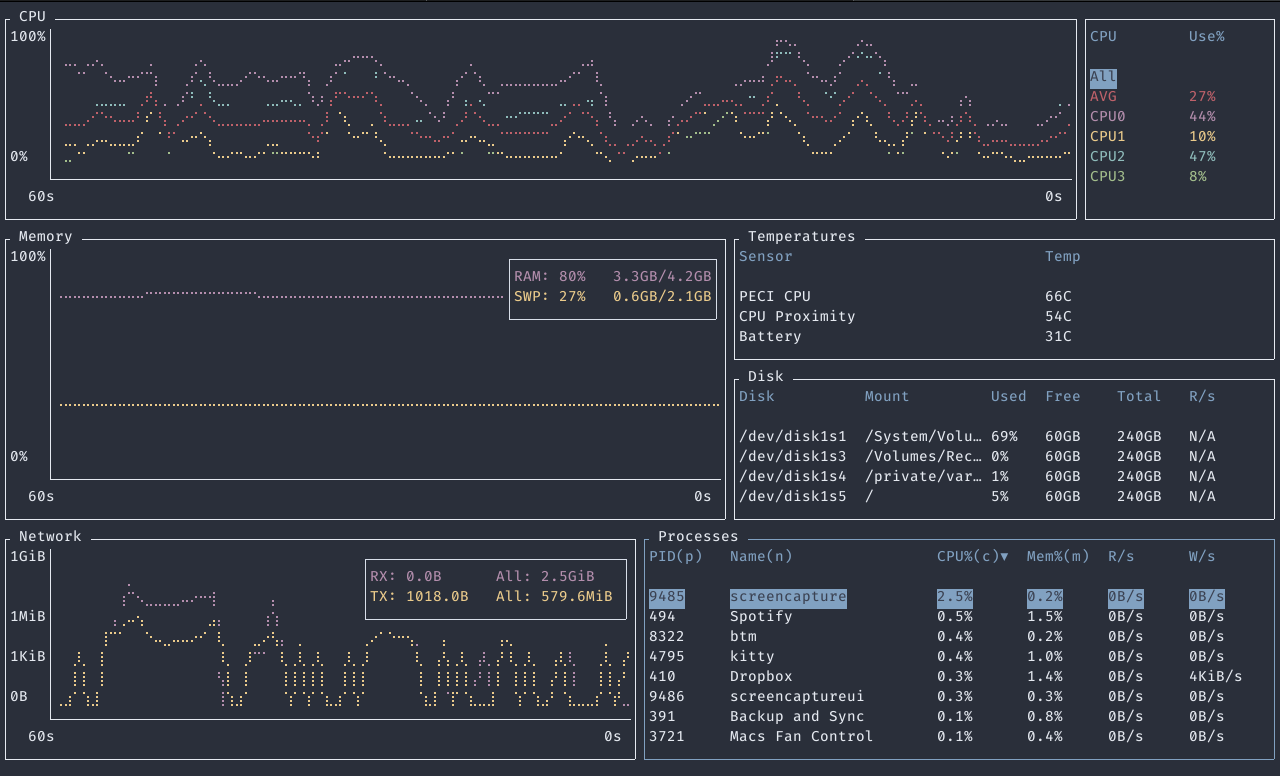 CPU
100%
0%
60s 0s
CPU Use%
All
AVG 27%
CPU0 44%
CPU1 10%
CPU2 47%
CPU3 8%
Memory
100%
RAM: 80% 3.3GB/4.2GB
SWP: 27% 0.6GB/2.1GB
0%
60s 0s
Temperatures
Sensor Temp
PECI CPU 66C
CPU Proximity 54C
Battery 31C
Disk
Disk Mount Used Free Total R/s
/dev/disk1s1 /System/Volu… 69% 60GB 240GB N/A
/dev/disk1s3 /Volumes/Rec… 0% 60GB 240GB N/A
/dev/disk1s4 /private/var… 1% 60GB 240GB N/A
/dev/disk1s5 / 5% 60GB 240GB N/A
Network
1GiB
RX: 0.0B All: 2.5GiB
TX: 1018.0B All: 579.6MiB
1MiB
1KiB
0B
60s 0s
Processes
PID(p) Name(n) CPU%(c)▼ Mem%(m) R/s W/s
9485 screencapture 2.5% 0.2% 0B/s 0B/s
494 Spotify 0.5% 1.5% 0B/s 0B/s
8322 btm 0.4% 0.2% 0B/s 0B/s
4795 kitty 0.4% 1.0% 0B/s 0B/s
410 Dropbox 0.3% 1.4% 0B/s 4KiB/s
9486 screencaptureui 0.3% 0.3% 0B/s 0B/s
391 Backup and Sync 0.1% 0.8% 0B/s 0B/s
3721 Macs Fan Control 0.1% 0.4% 0B/s 0B/s